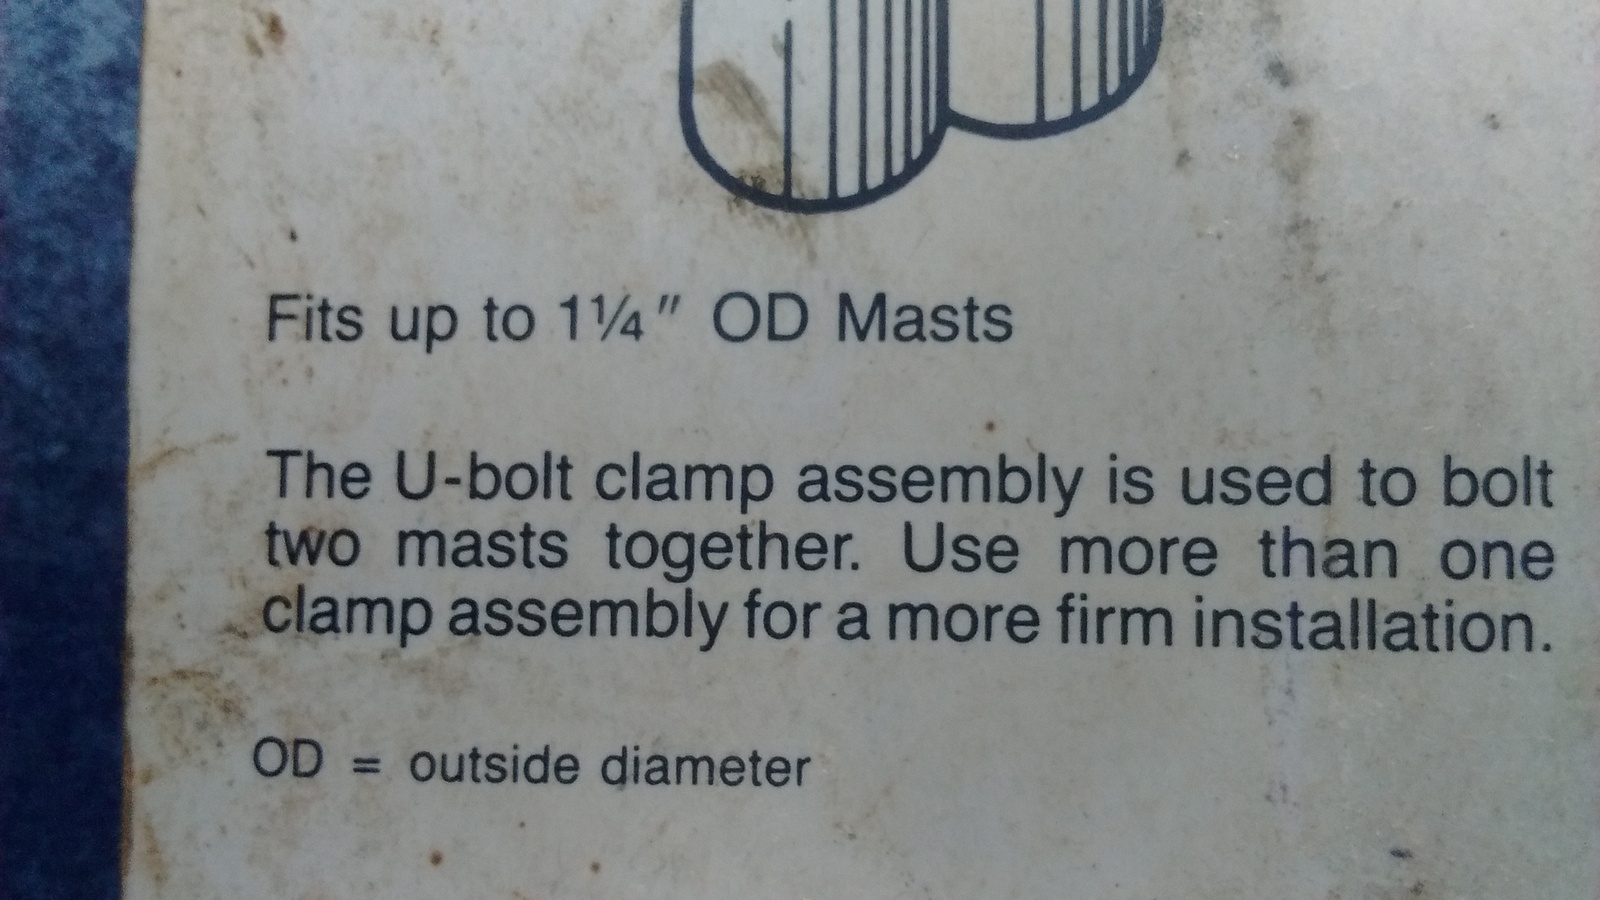 Fits up to 1¼" OD Masts
The U-bolt clamp assembly is used to bolt
two masts together. Use more than one
clamp assembly for a more firm installation.
OD = outside diameter